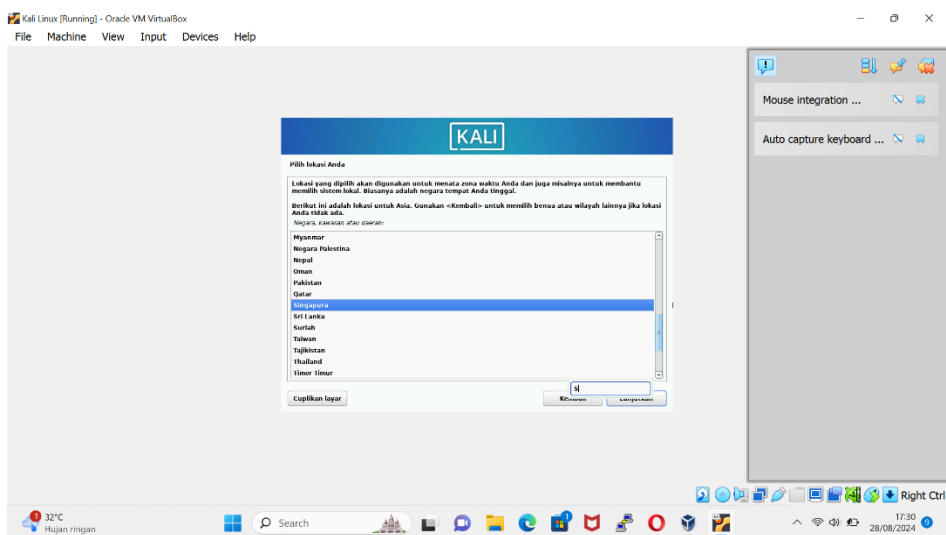 Kali Linux [Running] - Oracle VM VirtualBox
File Machine View Input Devices Help
Mouse integration ...
Auto capture keyboard ...
KALI
Pilih lokasi Anda
Lokasi yang dipilih akan digunakan untuk menata zona waktu Anda dan juga misalnya untuk membantu
memilih sistem lokal. Biasanya adalah negara tempat Anda tinggal.
Berikut ini adalah lokasi untuk Asia. Gunakan <Kembali> untuk memilih benua atau wilayah lainnya jika lokasi
Anda tidak ada.
Negara, kawasan atau daerah:
Myanmar
Negara Palestina
Nepal
Oman
Pakistan
Qatar
Singapura
Sri Lanka
Suriah
Taiwan
Tajikistan
Thailand
Timor Timur
s
Cuplikan layar
Kembali
Lanjutkan
Right Ctrl
1
32°C
Hujan ringan
Search
17:30
28/08/2024
9